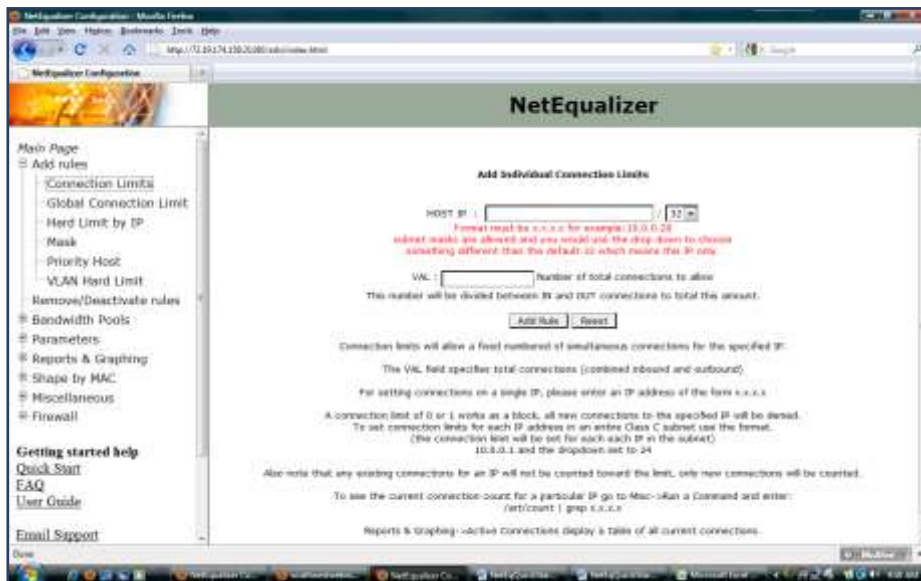 NetEqualizer Configuration - Mozilla Firefox
File Edit View History Bookmarks Tools Help
NetEqualizer Configuration
NetEqualizer
Main Page
Add rules
Connection Limits
Global Connection Limit
Hard Limit by IP
Mask
Priority Host
VLAN Hard Limit
Remove/Deactivate rules
Bandwidth Pools
Parameters
Reports & Graphing
Shape by MAC
Miscellaneous
Firewall
Getting started help
Quick Start
FAQ
User Guide
Email Support
Add Individual Connection Limits
HOST IP : / 32
Format must be x.x.x.x for example:10.0.0.26
subnet masks are allowed and you would use the drop down to choose
something different than the default 32 which means this IP only.
VAL : Number of total connections to allow
This number will be divided between IN and OUT connections to total this amount.
Add Rule Reset
Connection limits will allow a fixed numbered of simultaneous connections for the specified IP.
The VAL field specifies total connections (combined inbound and outbound)
For setting connections on a single IP, please enter an IP address of the form x.x.x.x
A connection limit of 0 or 1 works as a block, all new connections to the specified IP will be denied.
To set connection limits for each IP address in an entire Class C subnet use the format.
(the connection limit will be set for each each IP in the subnet)
10.0.0.1 and the dropdown set to 24
Also note that any existing connections for an IP will not be counted toward the limit, only new connections will be counted.
To see the current connection count for a particular IP go to Misc->Run a Command and enter:
/art/count | grep x.x.x.x
Reports & Graphing->Active Connections display a table of all current connections
Done
McAfee